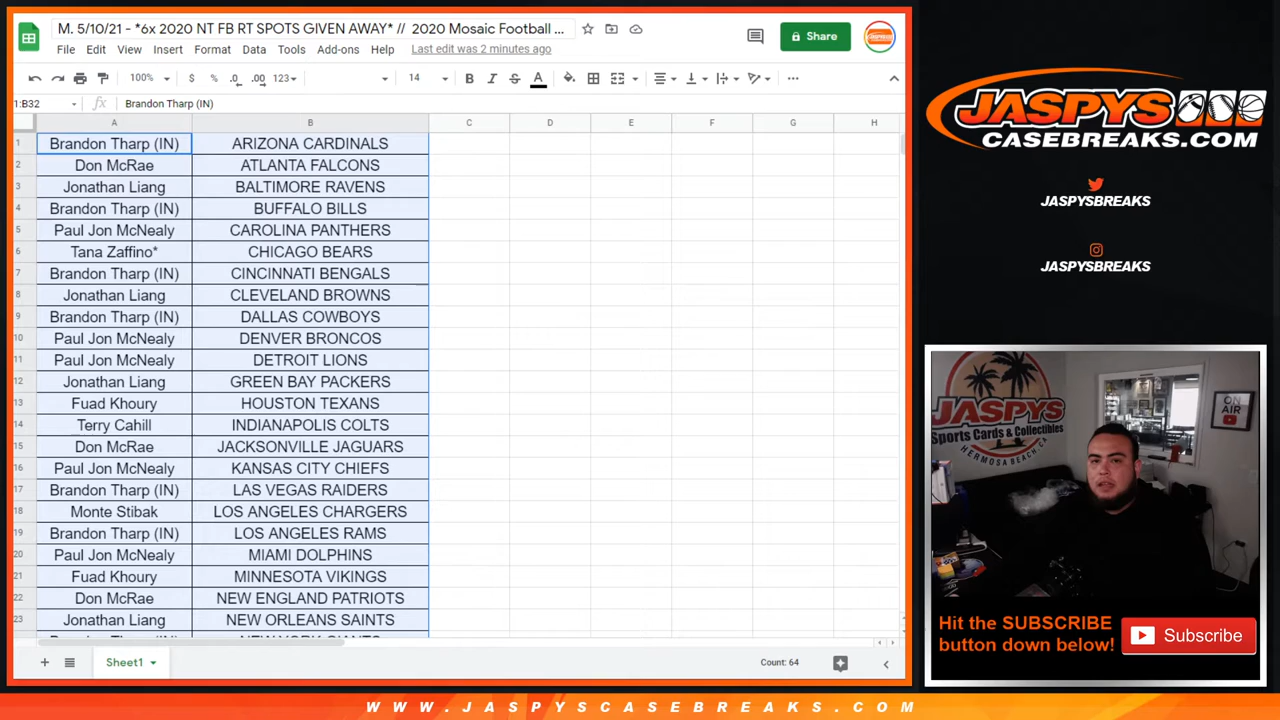 M. 5/10/21 - *6x 2020 NT FB RT SPOTS GIVEN AWAY* // 2020 Mosaic Football ...
File Edit View Insert Format Data Tools Add-ons Help Last edit was 2 minutes ago
Share
100% $ % .0 .00 123 14 B I S A
1:B32 fx Brandon Tharp (IN)
A B C D E F G H
1 Brandon Tharp (IN) ARIZONA CARDINALS
2 Don McRae ATLANTA FALCONS
3 Jonathan Liang BALTIMORE RAVENS
4 Brandon Tharp (IN) BUFFALO BILLS
5 Paul Jon McNealy CAROLINA PANTHERS
6 Tana Zaffino* CHICAGO BEARS
7 Brandon Tharp (IN) CINCINNATI BENGALS
8 Jonathan Liang CLEVELAND BROWNS
9 Brandon Tharp (IN) DALLAS COWBOYS
10 Paul Jon McNealy DENVER BRONCOS
11 Paul Jon McNealy DETROIT LIONS
12 Jonathan Liang GREEN BAY PACKERS
13 Fuad Khoury HOUSTON TEXANS
14 Terry Cahill INDIANAPOLIS COLTS
15 Don McRae JACKSONVILLE JAGUARS
16 Paul Jon McNealy KANSAS CITY CHIEFS
17 Brandon Tharp (IN) LAS VEGAS RAIDERS
18 Monte Stibak LOS ANGELES CHARGERS
19 Brandon Tharp (IN) LOS ANGELES RAMS
20 Paul Jon McNealy MIAMI DOLPHINS
21 Fuad Khoury MINNESOTA VIKINGS
22 Don McRae NEW ENGLAND PATRIOTS
23 Jonathan Liang NEW ORLEANS SAINTS
Brandon Tharp (IN) NEW YORK GIANTS
Sheet1
Count: 64
JASPYS
CASEBREAKS.COM
JASPYSBREAKS
JASPYSBREAKS
JASPYS
Sports Cards & Collectibles
HERMOSA BEACH, CA
ON
AIR
Hit the SUBSCRIBE
button down below!
Subscribe
WWW.JASPYSCASEBREAKS.COM